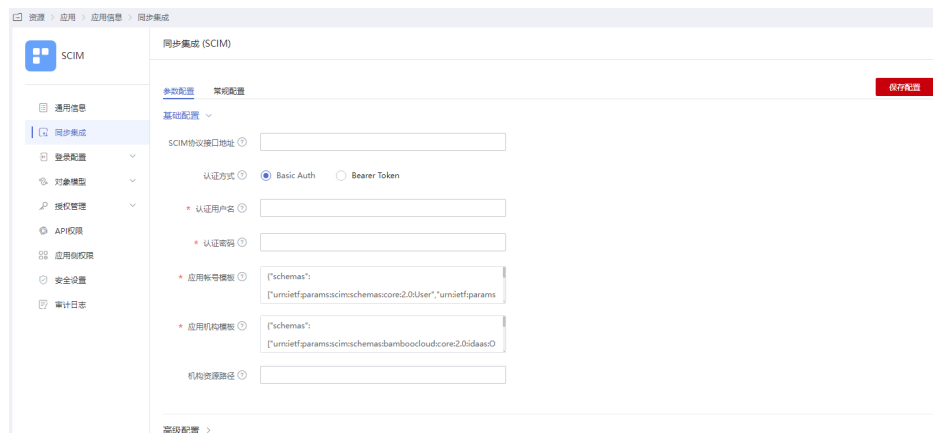 资源 > 应用 > 应用信息 > 同步集成
SCIM
同步集成 (SCIM)
参数配置 常规配置
保存配置
通用信息
基础配置
同步集成
SCIM协议接口地址
登录配置
认证方式 Basic Auth Bearer Token
对象模型
授权管理
* 认证用户名
API权限
* 认证密码
应用侧权限
安全设置
* 应用帐号模板 {"schemas":
["urn:ietf:params:scim:schemas:core:2.0:User","urn:ietf:params
审计日志
* 应用机构模板 {"schemas":
["urn:ietf:params:scim:schemas:bamboocloud:core:2.0:idaas:O
机构资源路径
高级配置 >